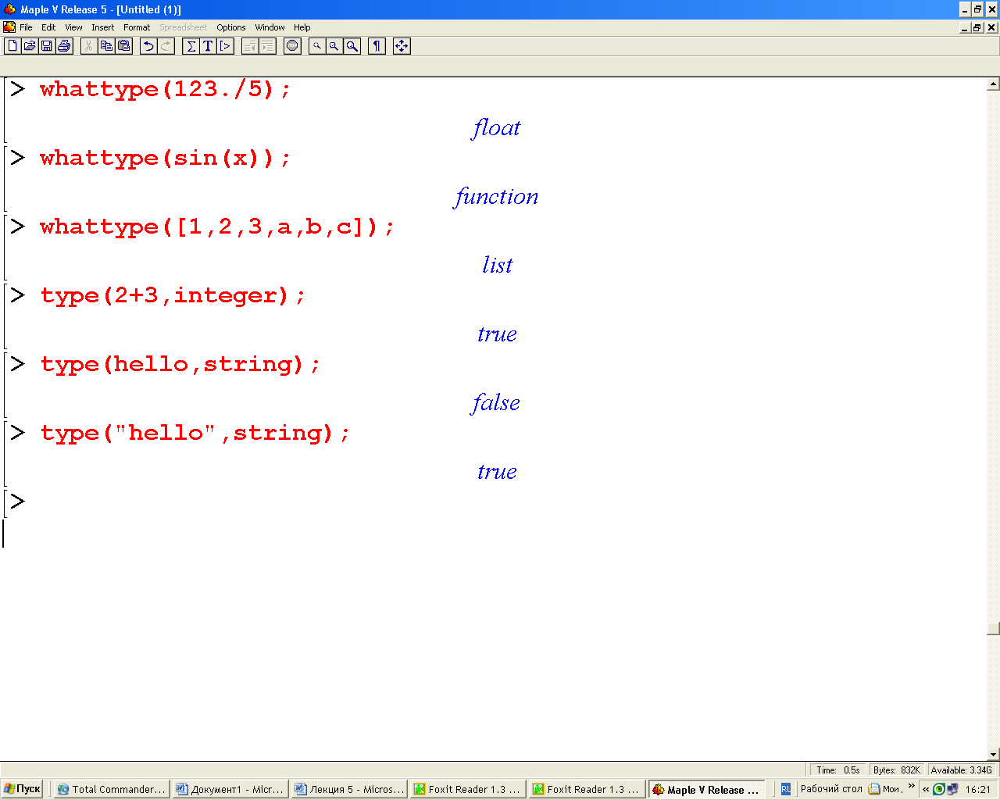 Maple V Release 5 - [Untitled (1)]
File Edit View Insert Format Spreadsheet Options Window Help
> whattype(123./5);
float
> whattype(sin(x));
function
> whattype([1,2,3,a,b,c]);
list
> type(2+3,integer);
true
> type(hello,string);
false
> type("hello",string);
true
>
Time: 0.5s Bytes: 832K Available: 3.34G
Пуск Total Commander... Документ1 - Micr... Лекция 5 - Micros... Foxit Reader 1.3 ... Foxit Reader 1.3 ... Maple V Release ... RL Рабочий стол Мои , » « 16:21